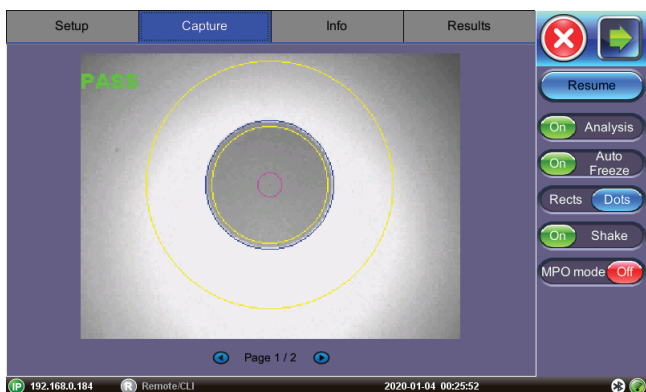 Setup
Capture
Info
Results
PASS
Resume
On Analysis
On Auto
Freeze
Rects Dots
On Shake
MPO mode Off
Page 1 / 2
IP 192.168.0.184 R Remote/CLI 2020-01-04 00:25:52